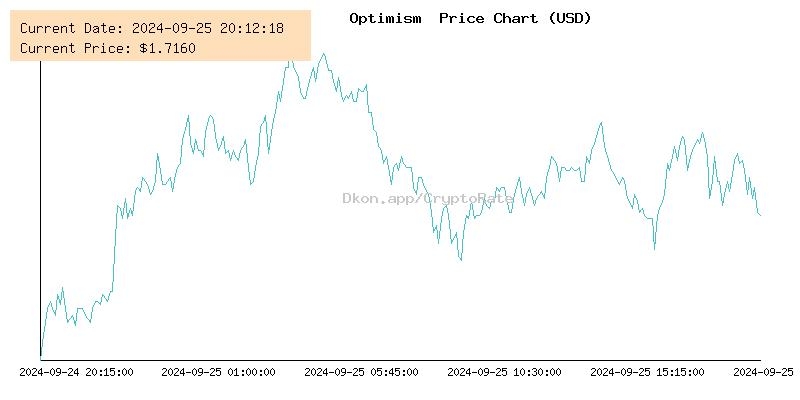 Optimism  Price Chart (USD)
Current Date: 2024-09-25 20:12:18
Current Price: $1.7160
Dkon.app/CryptoRate
2024-09-24 20:15:00 2024-09-25 01:00:00 2024-09-25 05:45:00 2024-09-25 10:30:00 2024-09-25 15:15:00 2024-09-25